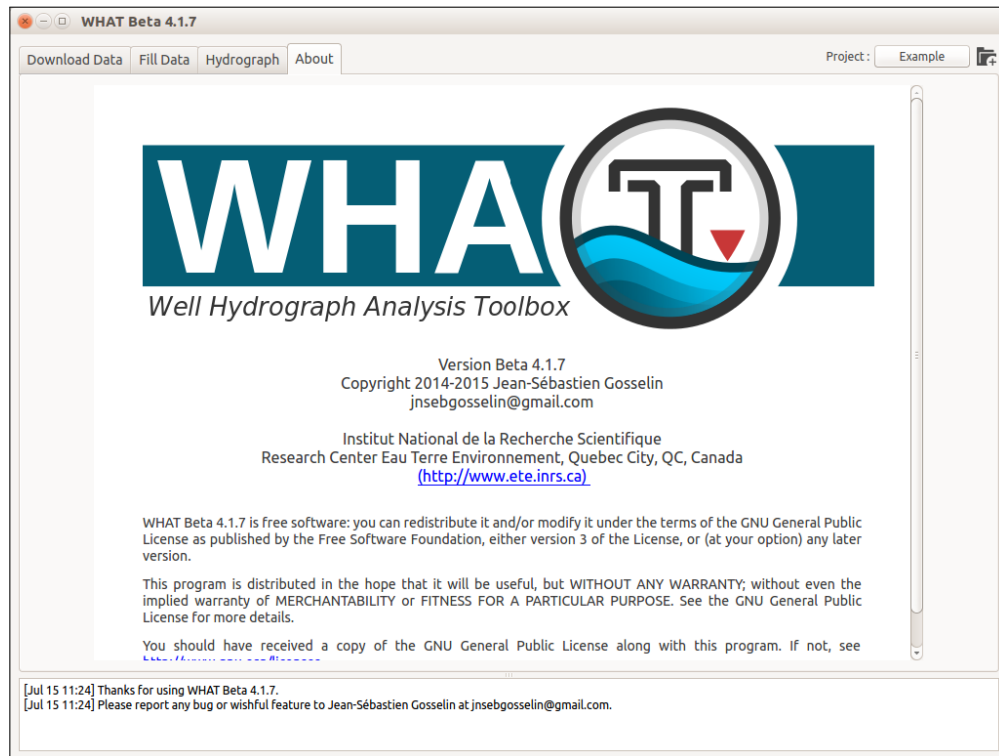 WHAT Beta 4.1.7
Download Data Fill Data Hydrograph About Project : Example
WHAT
Well Hydrograph Analysis Toolbox
Version Beta 4.1.7
Copyright 2014-2015 Jean-Sébastien Gosselin
jnsebgosselin@gmail.com
Institut National de la Recherche Scientifique
Research Center Eau Terre Environnement, Quebec City, QC, Canada
(http://www.ete.inrs.ca)
WHAT Beta 4.1.7 is free software: you can redistribute it and/or modify it under the terms of the GNU General Public
License as published by the Free Software Foundation, either version 3 of the License, or (at your option) any later
version.
This program is distributed in the hope that it will be useful, but WITHOUT ANY WARRANTY; without even the
implied warranty of MERCHANTABILITY or FITNESS FOR A PARTICULAR PURPOSE. See the GNU General Public
License for more details.
You should have received a copy of the GNU General Public License along with this program. If not, see
[Jul 15 11:24] Thanks for using WHAT Beta 4.1.7.
[Jul 15 11:24] Please report any bug or wishful feature to Jean-Sébastien Gosselin at jnsebgosselin@gmail.com.